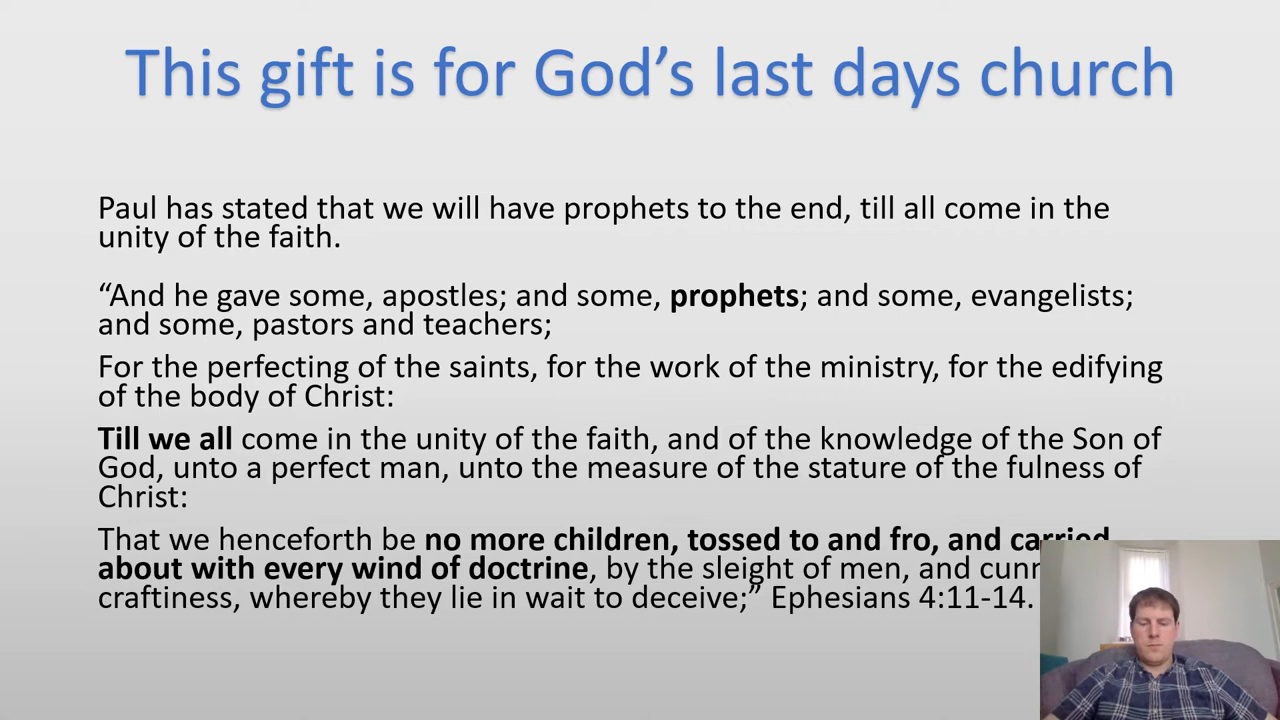 This gift is for God’s last days church
Paul has stated that we will have prophets to the end, till all come in the
unity of the faith.
“And he gave some, apostles; and some, prophets; and some, evangelists;
and some, pastors and teachers;
For the perfecting of the saints, for the work of the ministry, for the edifying
of the body of Christ:
Till we all come in the unity of the faith, and of the knowledge of the Son of
God, unto a perfect man, unto the measure of the stature of the fulness of
Christ:
That we henceforth be no more children, tossed to and fro, and carried
about with every wind of doctrine, by the sleight of men, and
craftiness, whereby they lie in wait to deceive;” Ephesians 4:11-14.